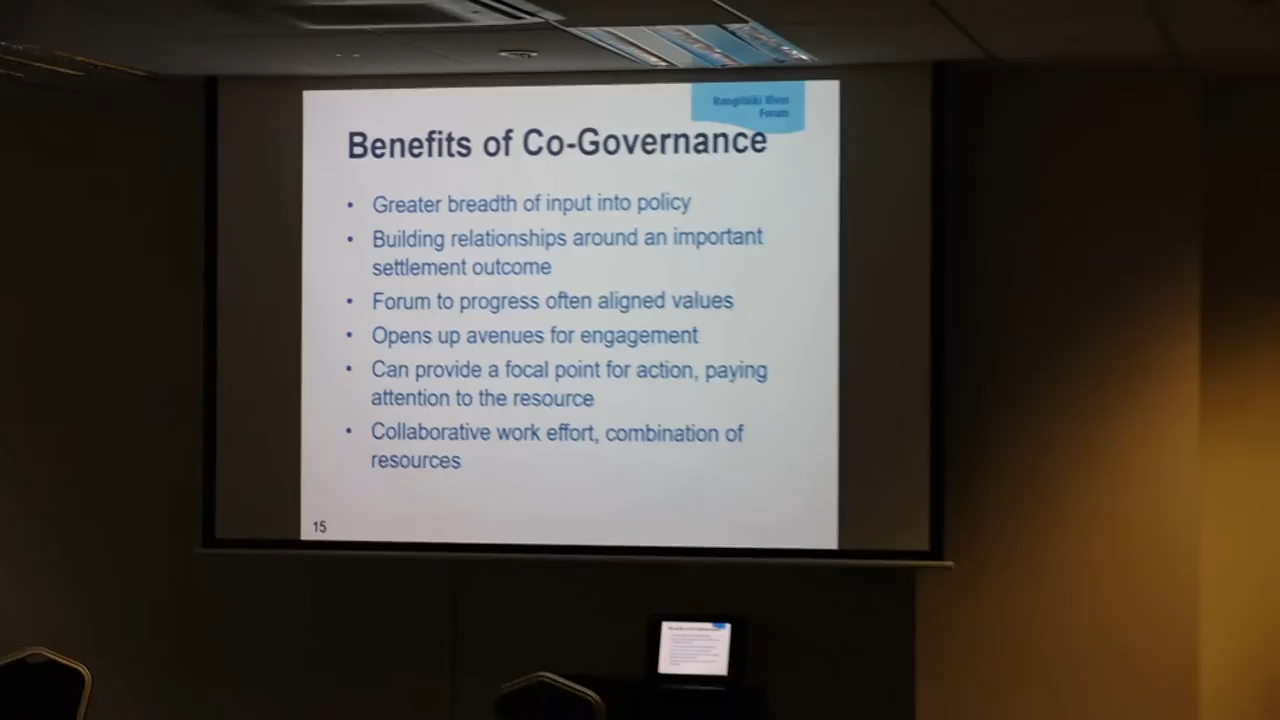 Rangitāiki River
Forum
Benefits of Co-Governance
• Greater breadth of input into policy
• Building relationships around an important
settlement outcome
• Forum to progress often aligned values
• Opens up avenues for engagement
• Can provide a focal point for action, paying
attention to the resource
• Collaborative work effort, combination of
resources
15